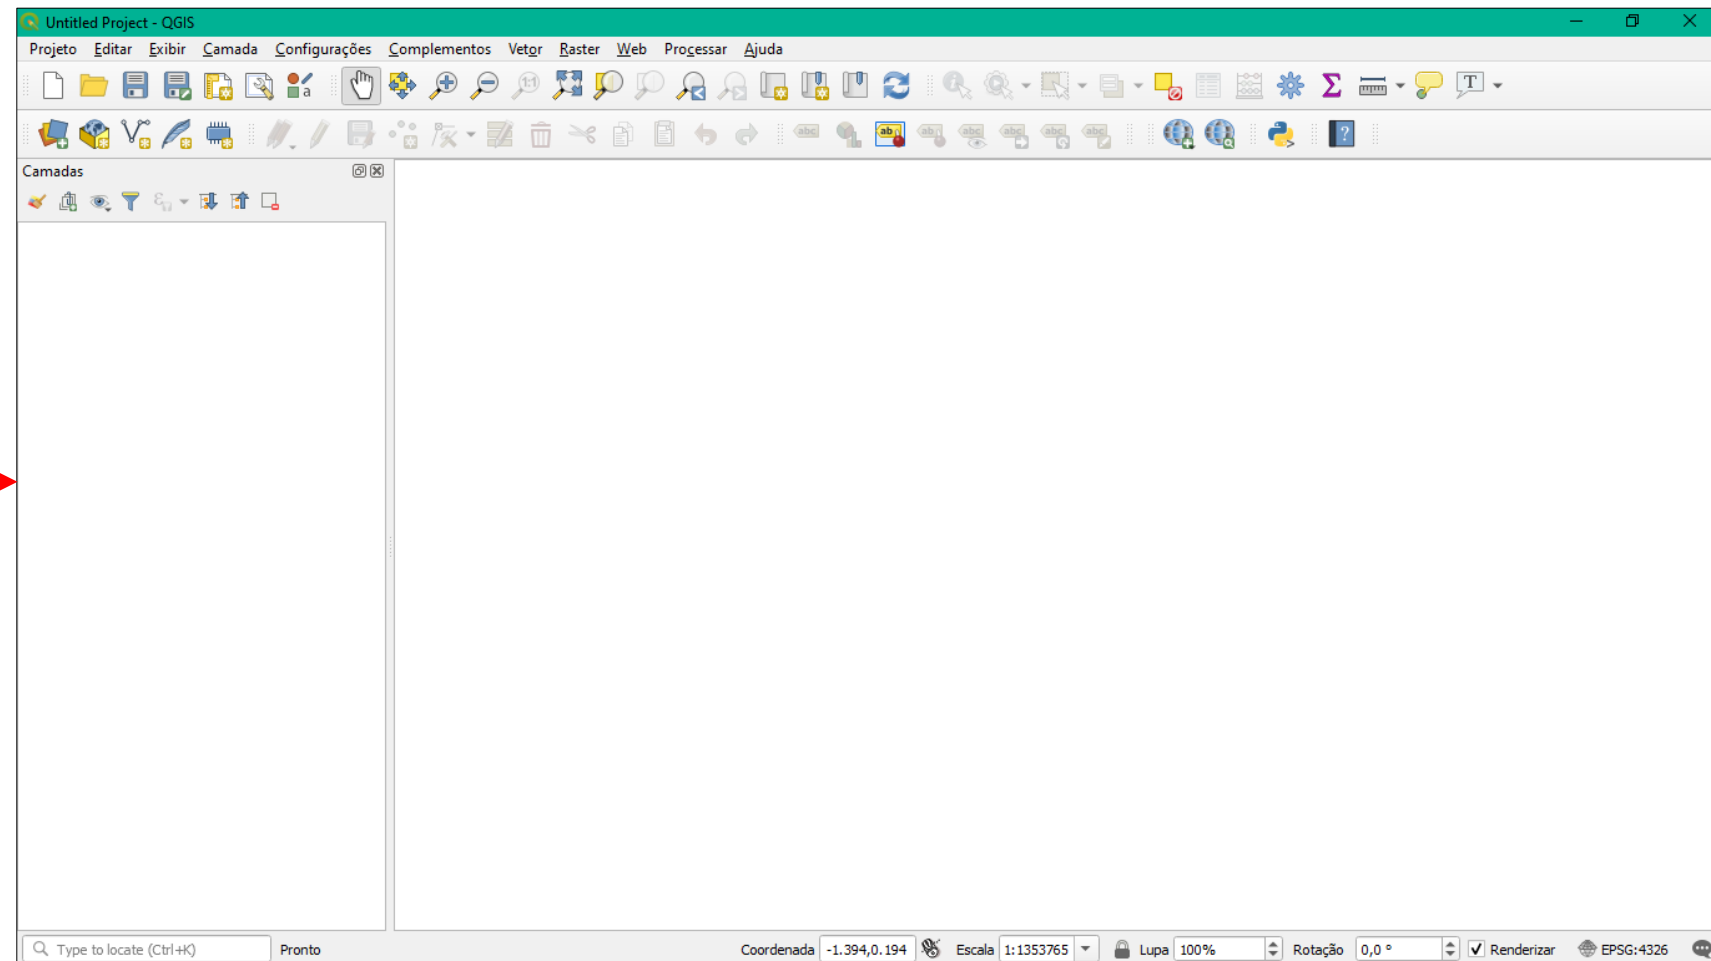 Untitled Project - QGIS
Projeto Editar Exibir Camada Configurações Complementos Vetor Raster Web Processar Ajuda
Camadas
Type to locate (Ctrl+K) Pronto Coordenada -1.394,0.194 Escala 1:1353765 Lupa 100% Rotação 0,0 ° Renderizar EPSG:4326